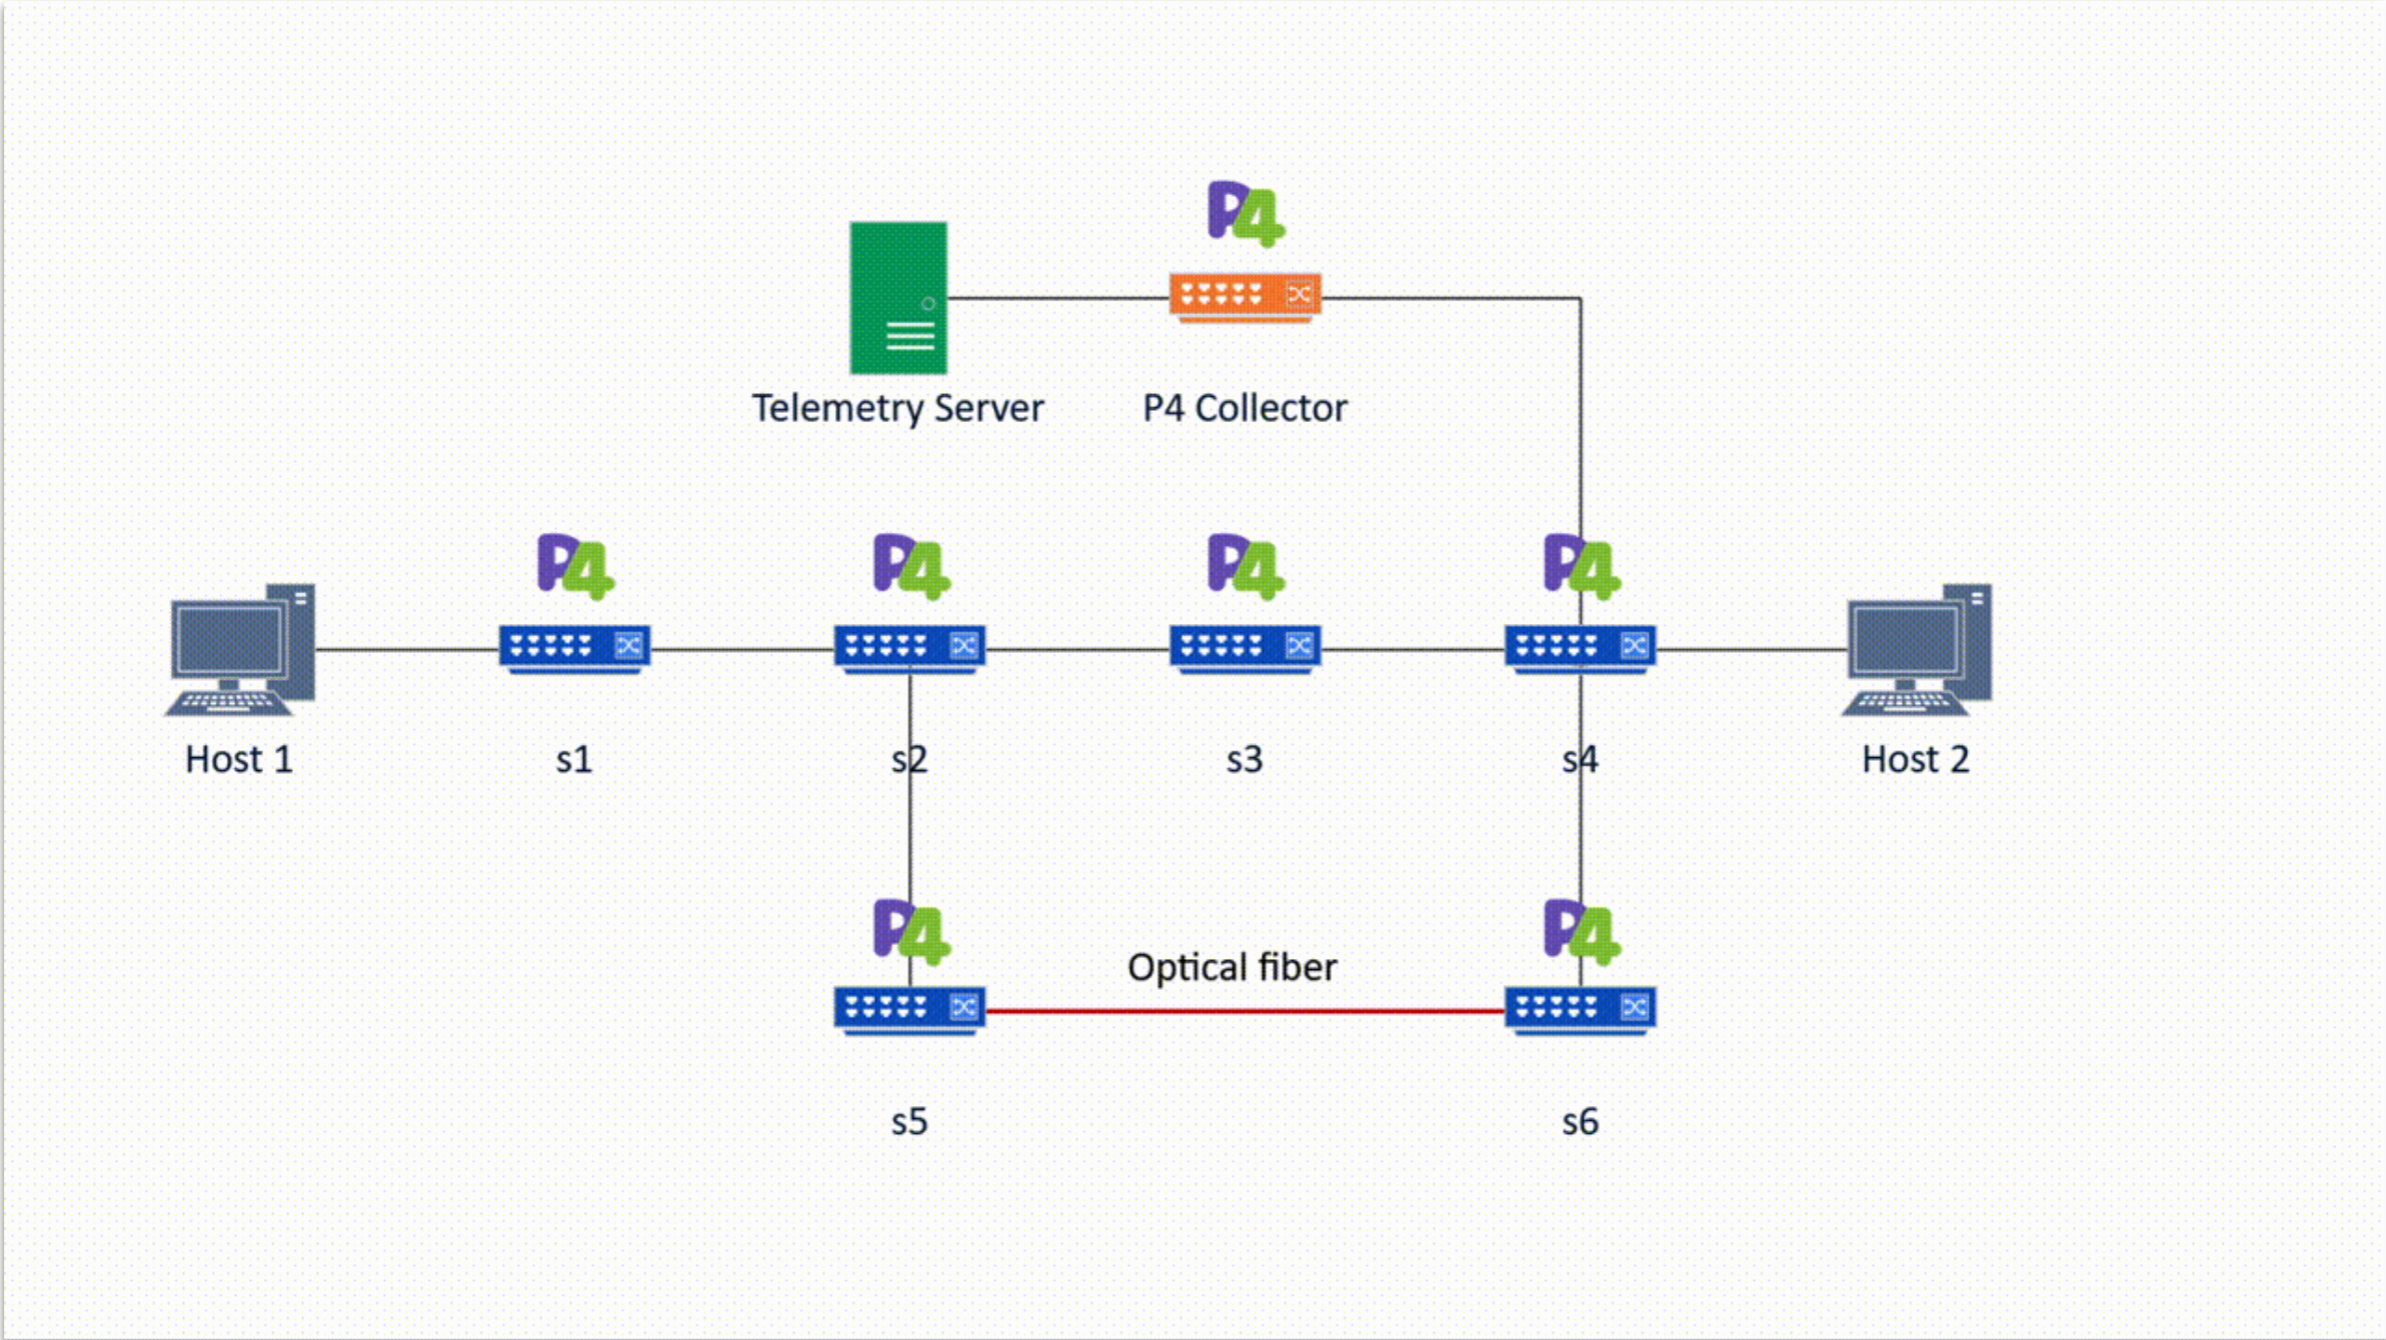 P4
Telemetry Server
P4 Collector
P4
P4
P4
P4
Host 1
s1
s2
s3
s4
Host 2
P4
P4
Optical fiber
s5
s6